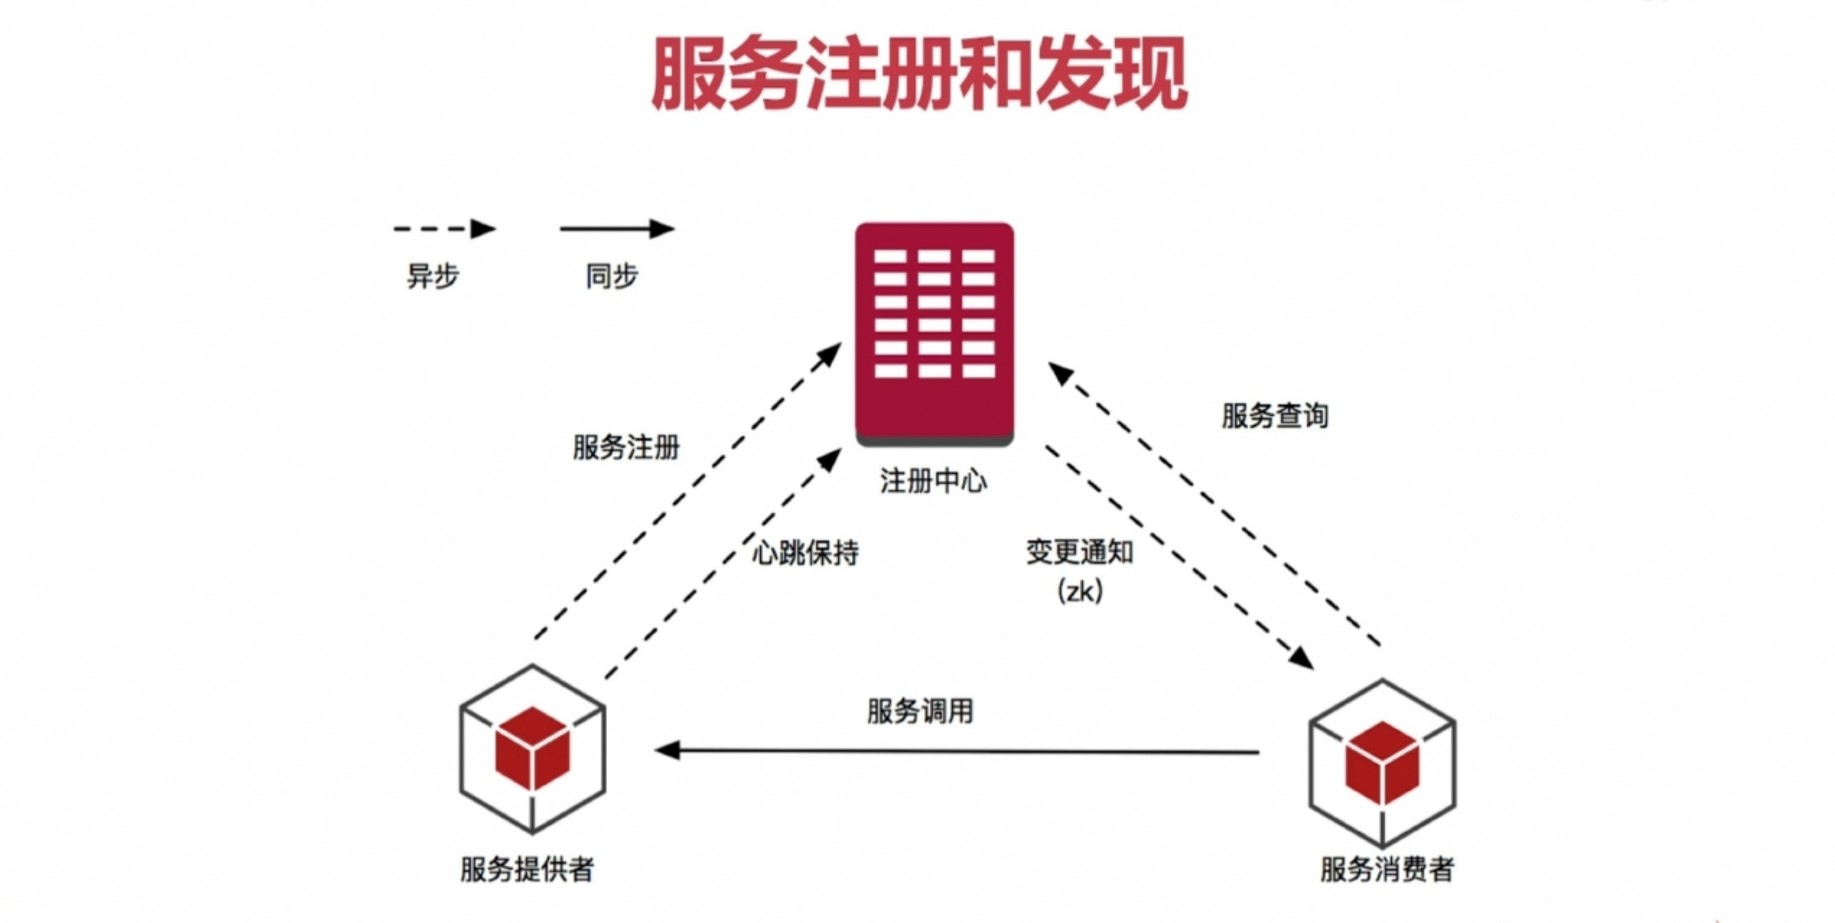 服务注册和发现
异步
同步
服务注册
服务查询
注册中心
心跳保持
变更通知
(zk)
服务调用
服务提供者
服务消费者